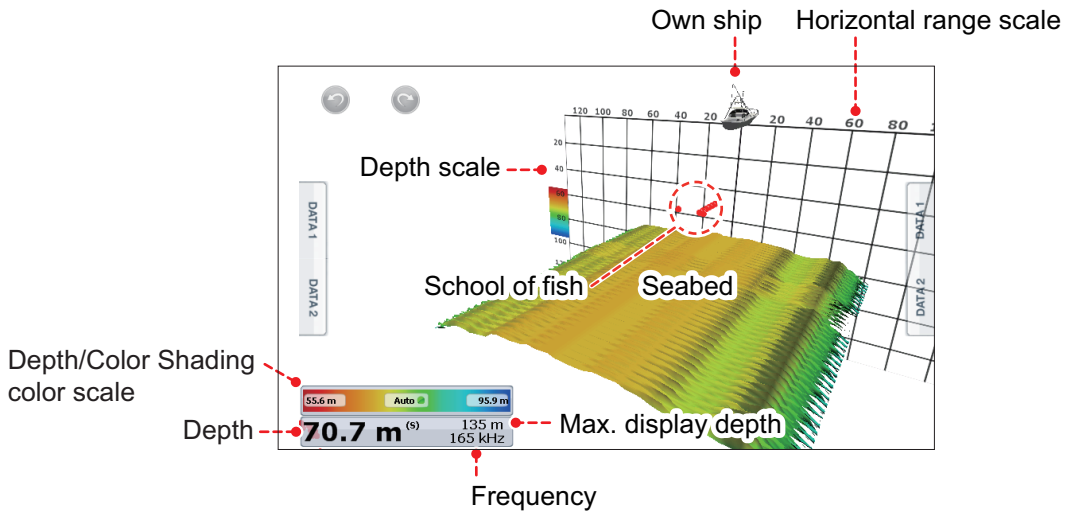 Own ship
Horizontal range scale
120 100 80 60 40 20 20 40 60 80
Depth scale
20
40
60
80
100
DATA 1
DATA 2
DATA 1
DATA 2
School of fish
Seabed
Depth/Color Shading
color scale
55.6 m Auto 95.9 m
Depth
70.7 m (S)
135 m
165 kHz
Max. display depth
Frequency